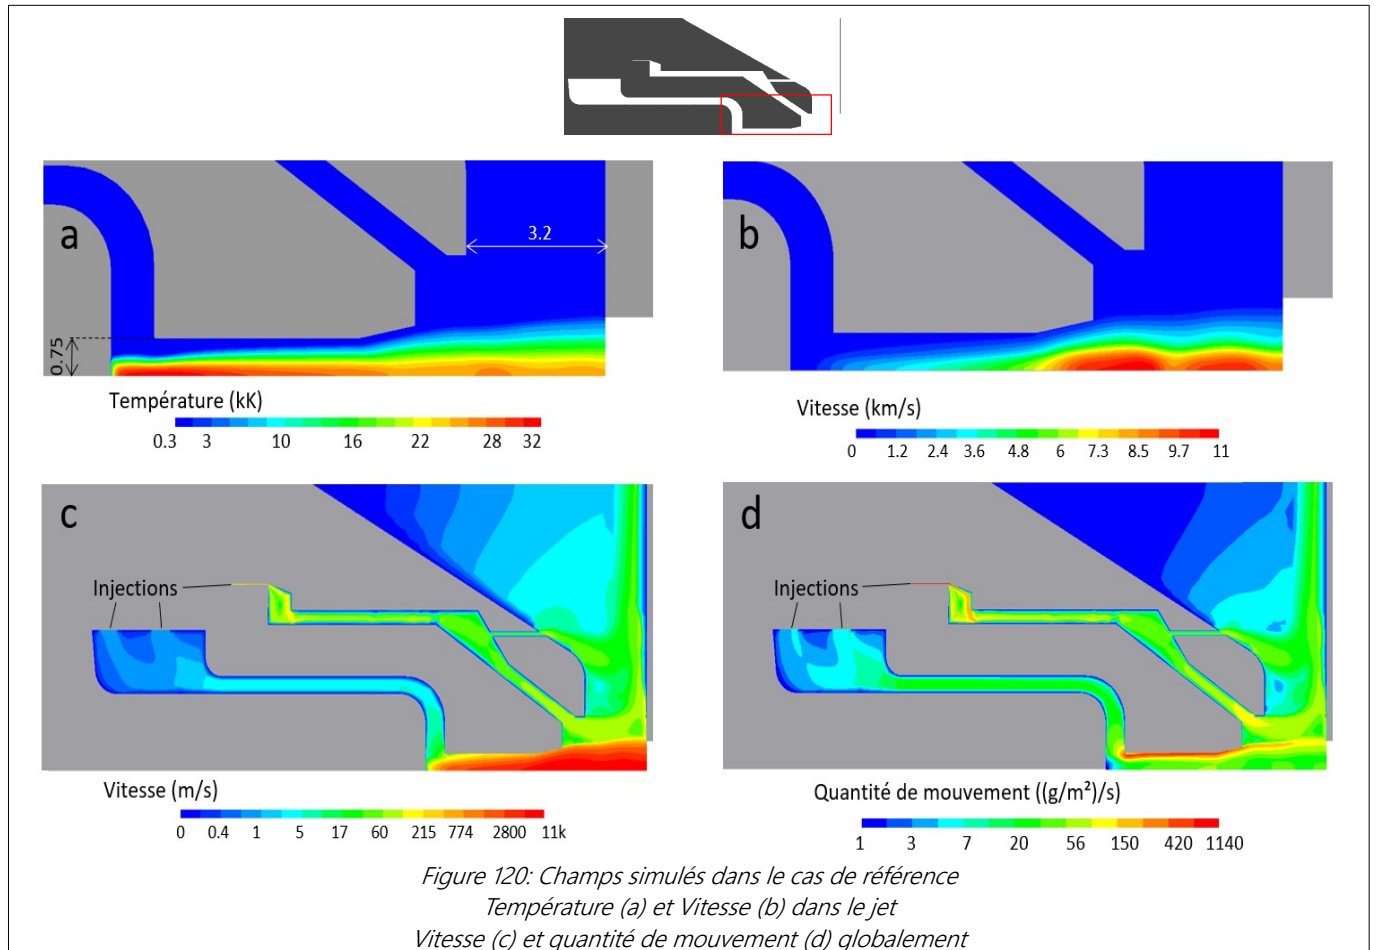 a
3.2
0.75
Température (kK)
0.3 3 10 16 22 28 32
b
Vitesse (km/s)
0 1.2 2.4 3.6 4.8 6 7.3 8.5 9.7 11
c
Injections
Vitesse (m/s)
0 0.4 1 5 17 60 215 774 2800 11k
d
Injections
Quantité de mouvement ((g/m²)/s)
1 3 7 20 56 150 420 1140
Figure 120: Champs simulés dans le cas de référence
Température (a) et Vitesse (b) dans le jet
Vitesse (c) et quantité de mouvement (d) globalement